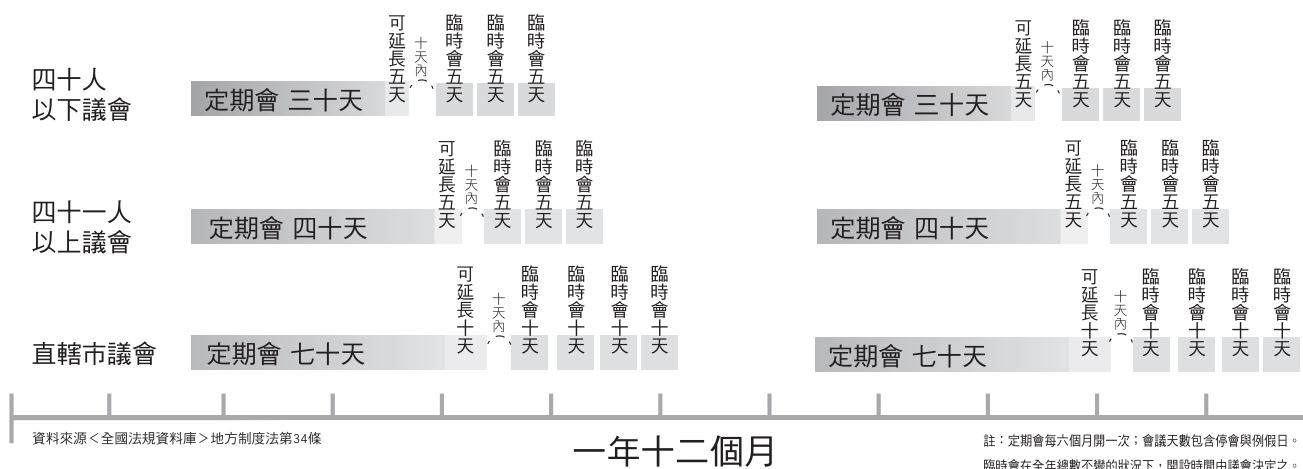 四十人
以下議會
定期會 三十天
可延長五天
十天內
臨時會五天
臨時會五天
臨時會五天
定期會 三十天
可延長五天
十天內
臨時會五天
臨時會五天
臨時會五天
四十一人
以上議會
定期會 四十天
可延長五天
十天內
臨時會五天
臨時會五天
臨時會五天
定期會 四十天
可延長五天
十天內
臨時會五天
臨時會五天
臨時會五天
直轄市議會
定期會 七十天
可延長十天
十天內
臨時會十天
臨時會十天
臨時會十天
臨時會十天
定期會 七十天
可延長十天
十天內
臨時會十天
臨時會十天
臨時會十天
臨時會十天
資料來源＜全國法規資料庫＞地方制度法第34條
一年十二個月
註：定期會每六個月開一次；會議天數包含停會與例假日。
臨時會在全年總數不變的狀況下，開設時間由議會決定之。